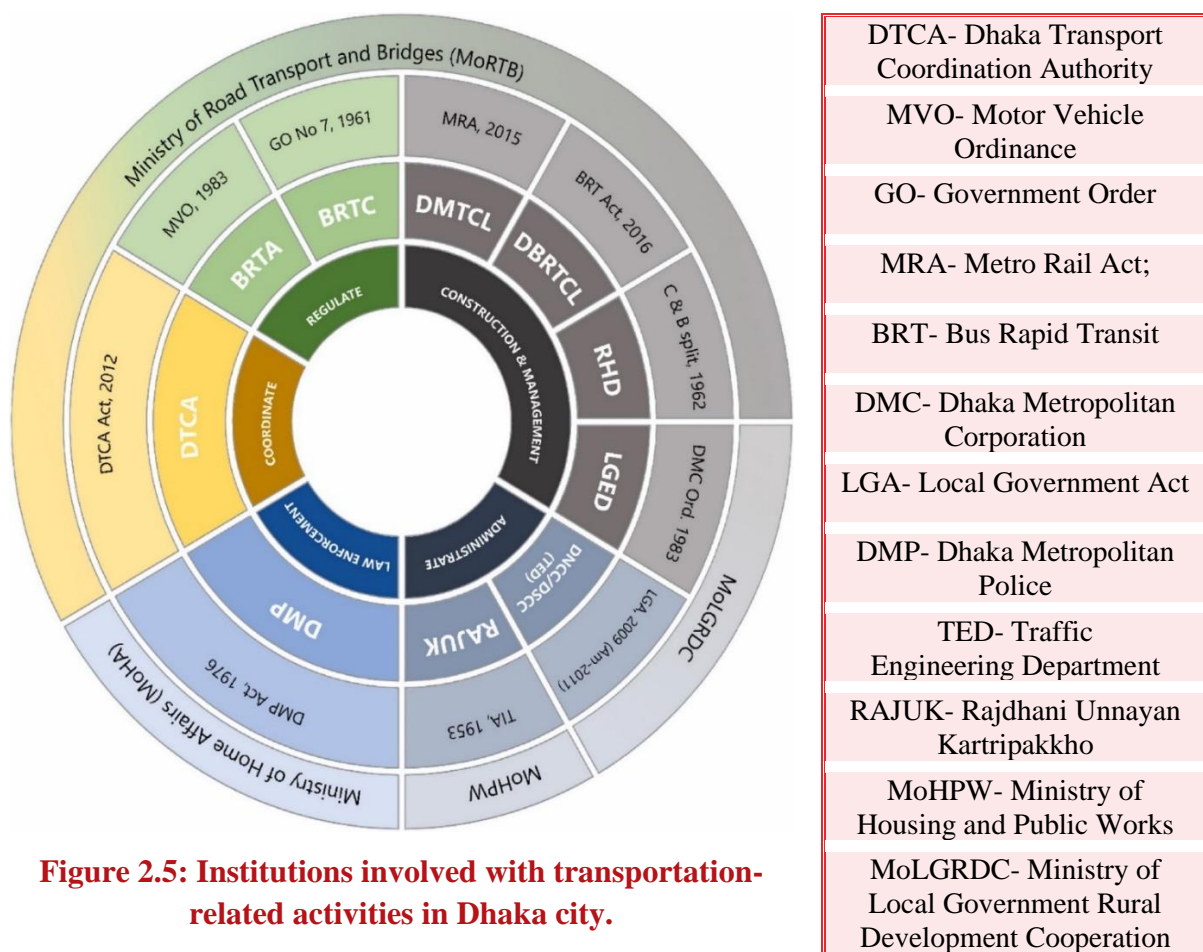 Ministry of Road Transport and Bridges (MoRTB)
GO No 7, 1961
MRA, 2015
MVO, 1983
BRT Act, 2016
BRTC
DMTCL
BRTA
DBRTCL
REGULATE
CONSTRUCTION & MANAGEMENT
C & B split, 1962
RHD
DTCA Act, 2012
DTCA
COORDINATE
LGED
DMC Ord. 1983
LAW ENFORCEMENT
ADMINISTRATE
DNCC/DSCC
(TED)
DMP
RAJUK
LGA, 2009 (Am-2011)
MoLGRDC
DMP Act, 1976
TIA, 1953
Ministry of Home Affairs (MoHA)
MoHPW
Figure 2.5: Institutions involved with transportation-
related activities in Dhaka city.
DTCA- Dhaka Transport
Coordination Authority
MVO- Motor Vehicle
Ordinance
GO- Government Order
MRA- Metro Rail Act;
BRT- Bus Rapid Transit
DMC- Dhaka Metropolitan
Corporation
LGA- Local Government Act
DMP- Dhaka Metropolitan
Police
TED- Traffic
Engineering Department
RAJUK- Rajdhani Unnayan
Kartripakkho
MoHPW- Ministry of
Housing and Public Works
MoLGRDC- Ministry of
Local Government Rural
Development Cooperation